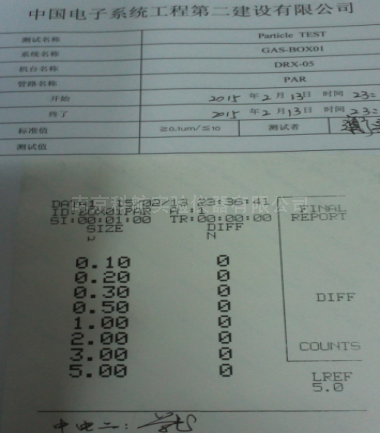 中国电子系统工程第二建设有限公司
测试名称 Particle TEST
系统名称 GAS-BOX01
机台名称 DRX-05
管路名称 PAR
开始 2015 年 2 月 13 日 时间 23:
终了 2015 年 2 月 13 日 时间 23:
标准值 ≥0.1um/≤10 测试者
测试值
DATA1 15/02/13 23:36:41
ID:BOX01PAR A :1
SI:00:01:00 TR:00:00:00
SIZE DIFF
μ N
0.10 0
0.20 0
0.30 0
0.50 0
1.00 0
2.00 0
3.00 0
5.00 0
FINAL
REPORT
DIFF
COUNTS
LREF
5.0
中电二: